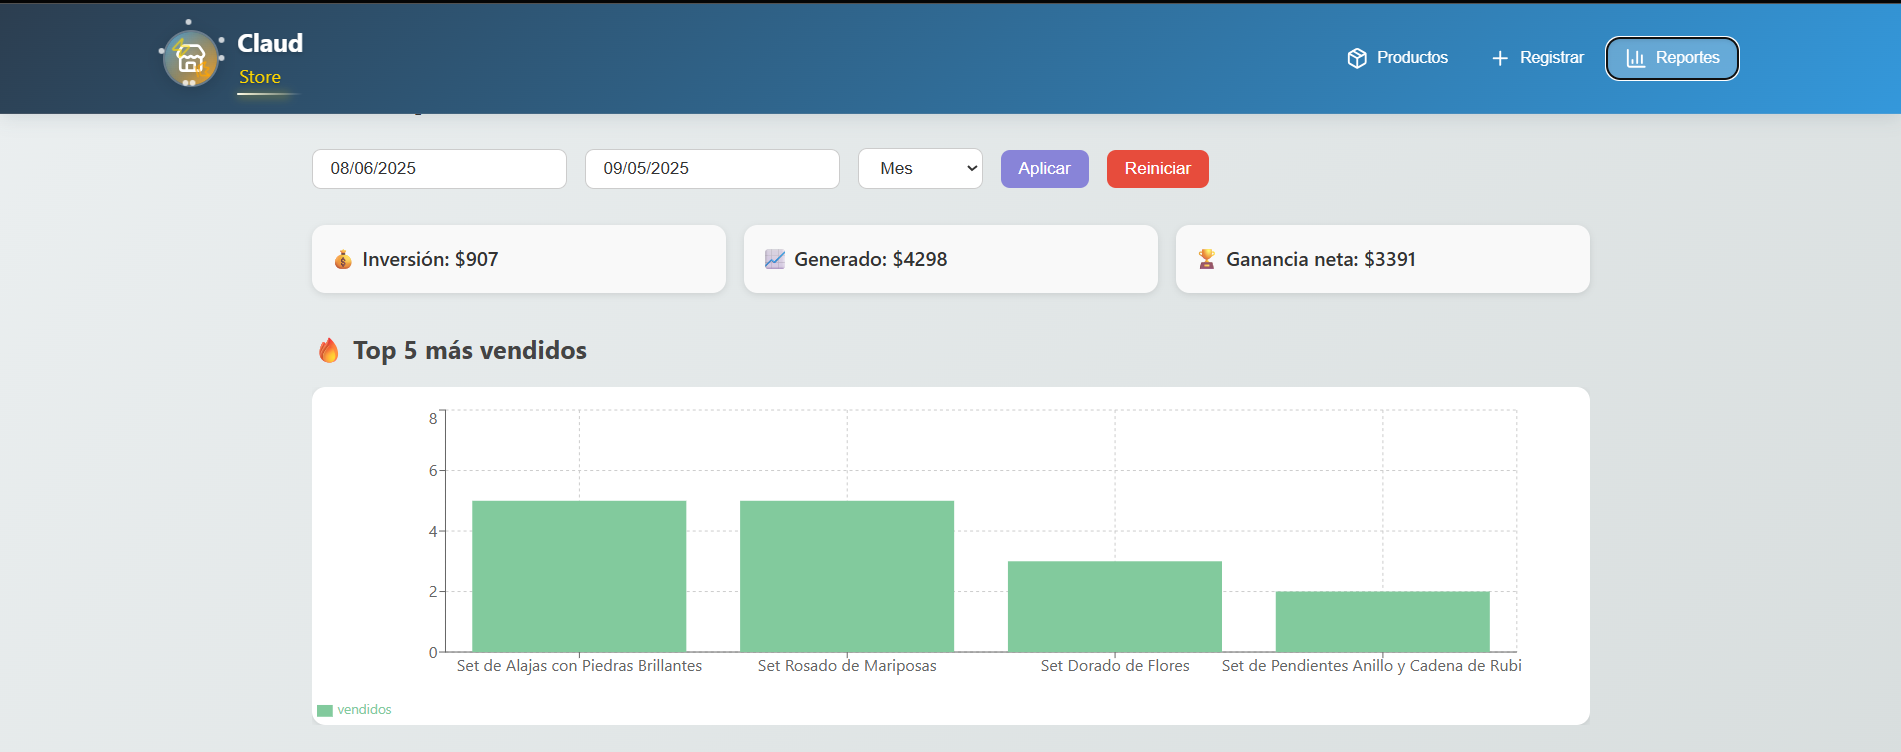 Claud
Store
Productos
Registrar
Reportes
08/06/2025
09/05/2025
Mes
Aplicar
Reiniciar
Inversión: $907
Generado: $4298
Ganancia neta: $3391
Top 5 más vendidos
8
6
4
2
0
Set de Alajas con Piedras Brillantes
Set Rosado de Mariposas
Set Dorado de Flores
Set de Pendientes Anillo y Cadena de Rubi
vendidos